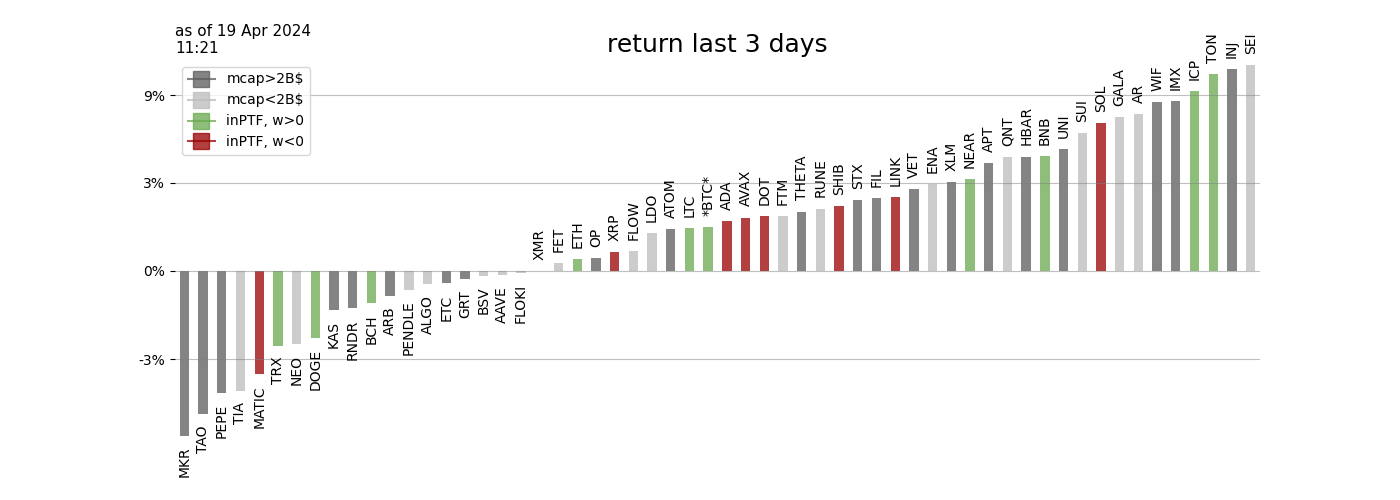 as of 19 Apr 2024
11:21
return last 3 days
mcap>2B$
mcap<2B$
inPTF, w>0
inPTF, w<0
9%
3%
0%
-3%
MKR
TAO
PEPE
TIA
MATIC
TRX
NEO
DOGE
KAS
RNDR
BCH
ARB
PENDLE
ALGO
ETC
GRT
BSV
AAVE
FLOKI
XMR
FET
ETH
OP
XRP
FLOW
LDO
ATOM
LTC
*BTC*
ADA
AVAX
DOT
FTM
THETA
RUNE
SHIB
STX
FIL
LINK
VET
ENA
XLM
NEAR
APT
QNT
HBAR
BNB
UNI
SUI
SOL
GALA
AR
WIF
IMX
ICP
TON
INJ
SEI